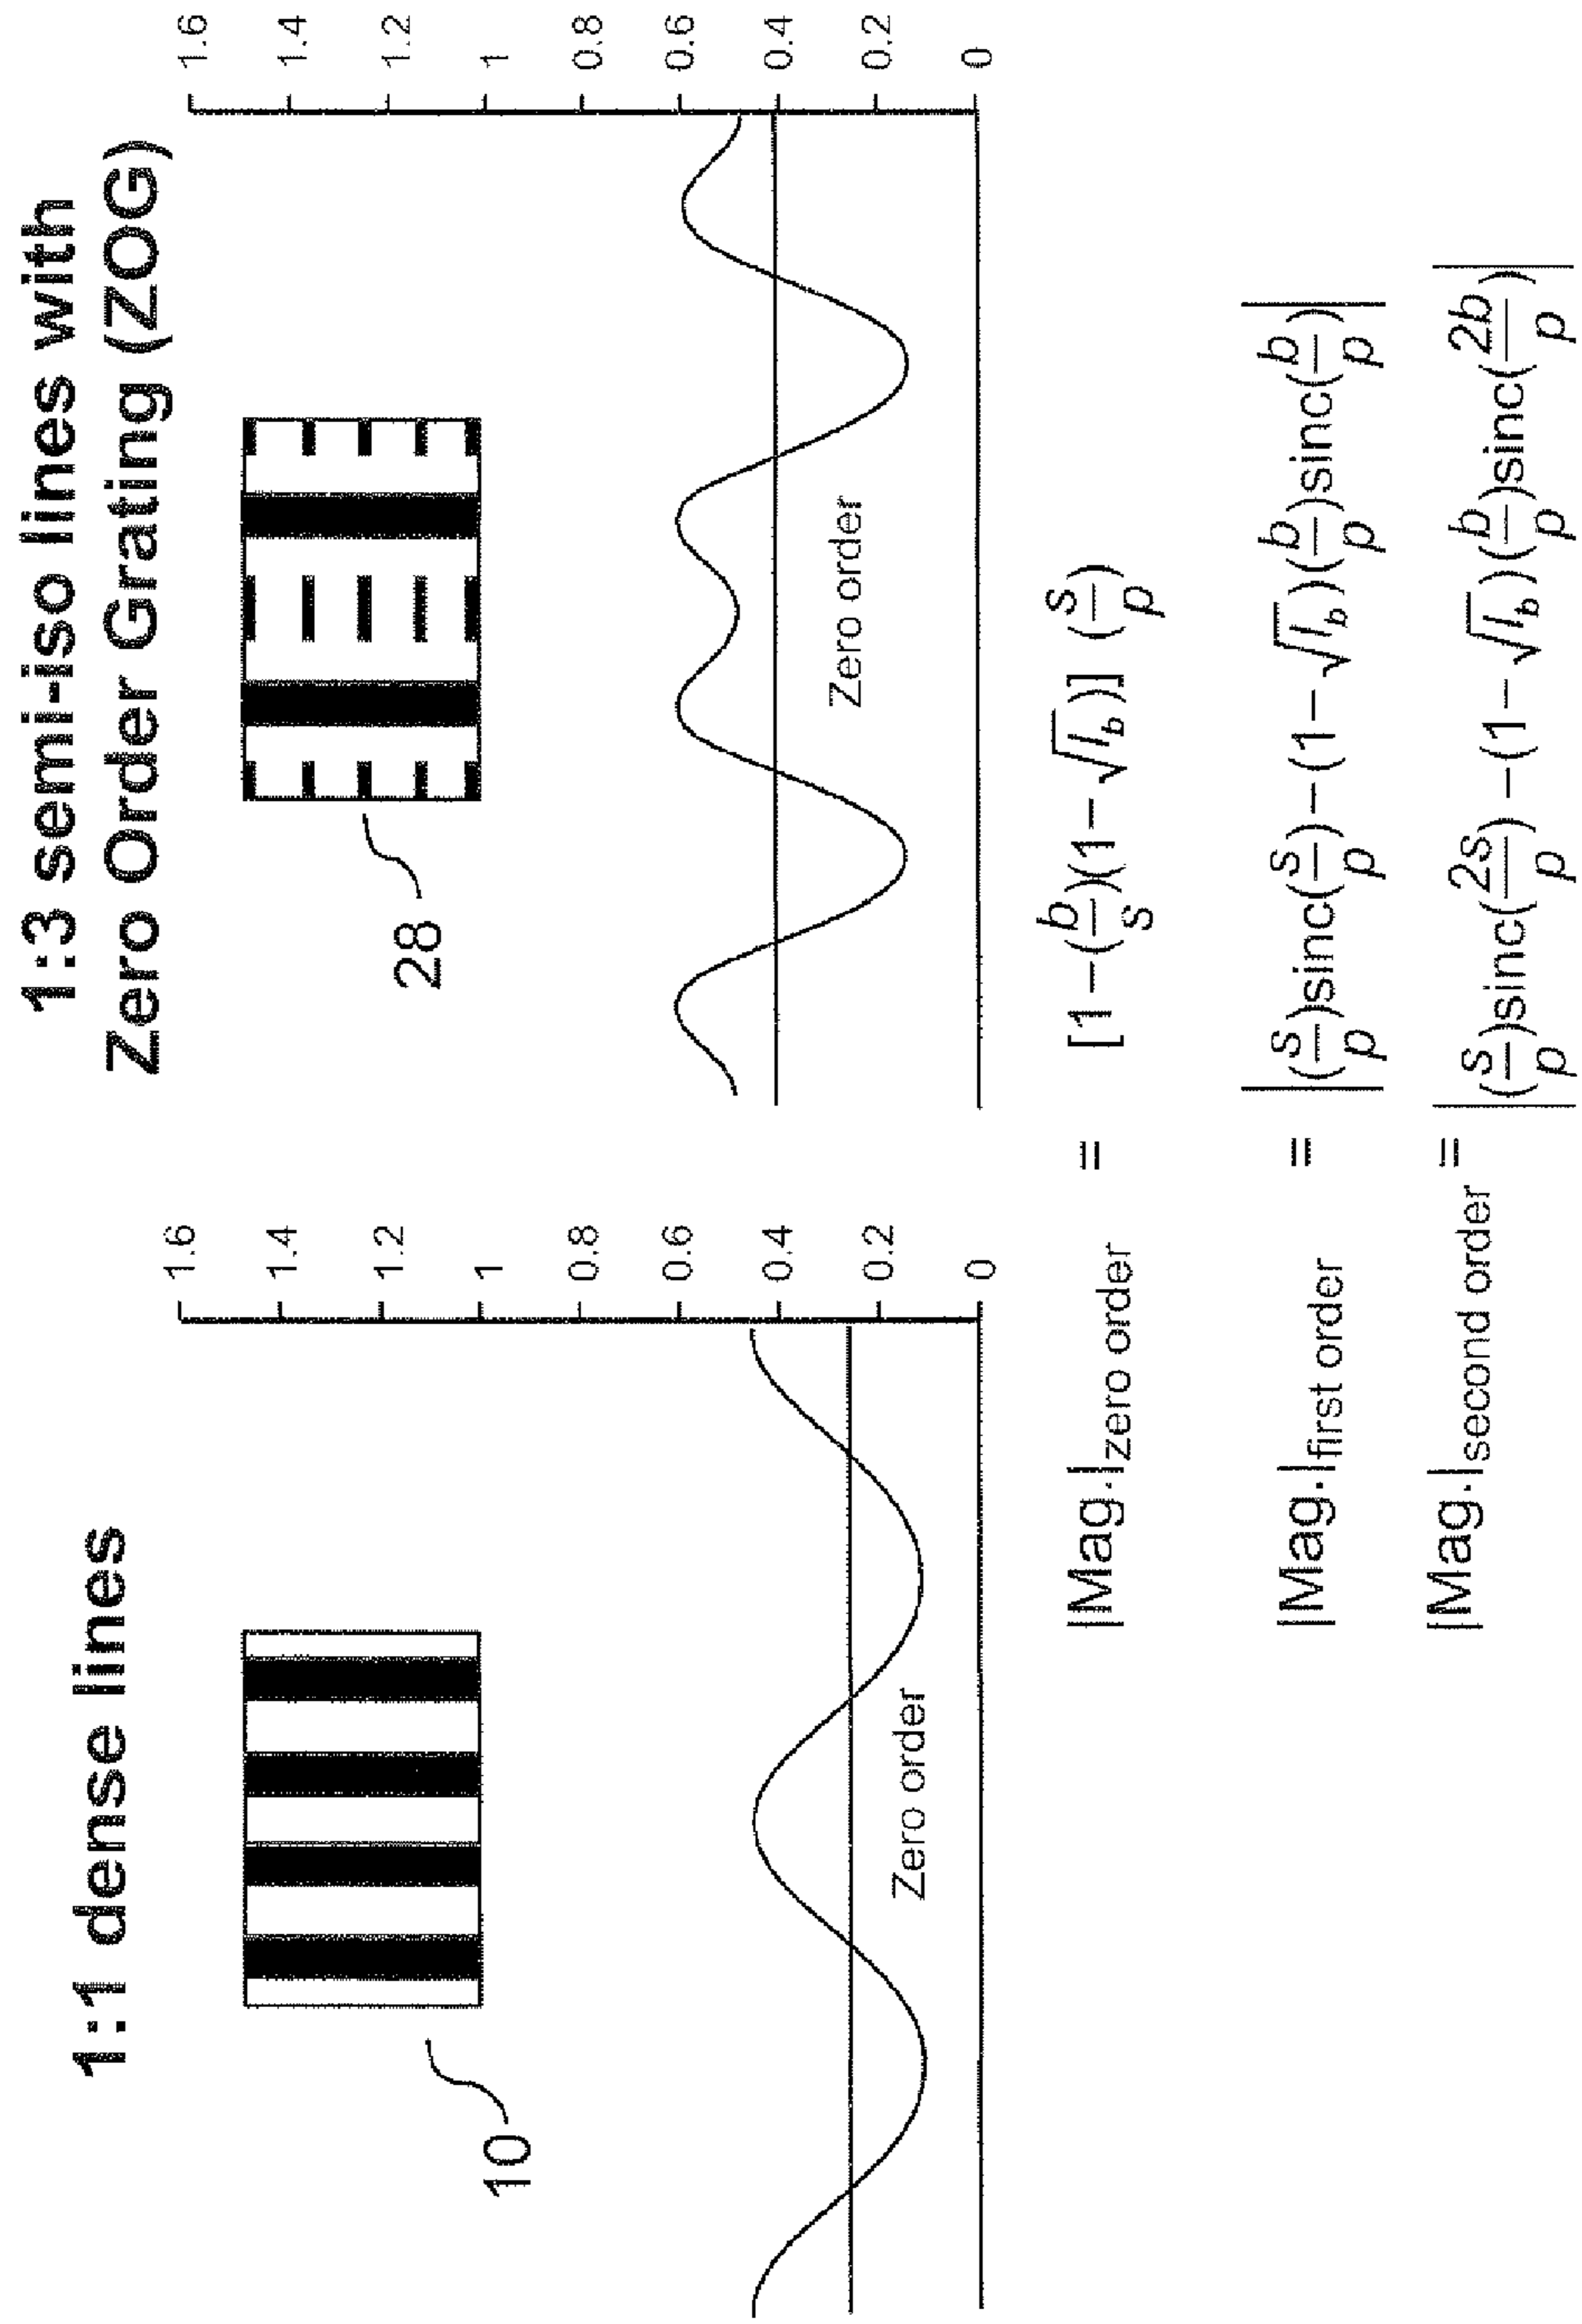 1:1 dense lines
10
1.6
1.4
1.2
1
0.8
0.6
0.4
0.2
0
Zero order
1:3 semi-iso lines with
Zero Order Grating (ZOG)
28
1.6
1.4
1.2
1
0.8
0.6
0.4
0.2
0
Zero order
|Mag.|zero order = [1−(b/s)(1−√I_b)] (s/p)
|Mag.|first order = |(s/p)sinc(s/p)−(1−√I_b)(b/p)sinc(b/p)|
|Mag.|second order = |(s/p)sinc(2s/p)−(1−√I_b)(b/p)sinc(2b/p)|